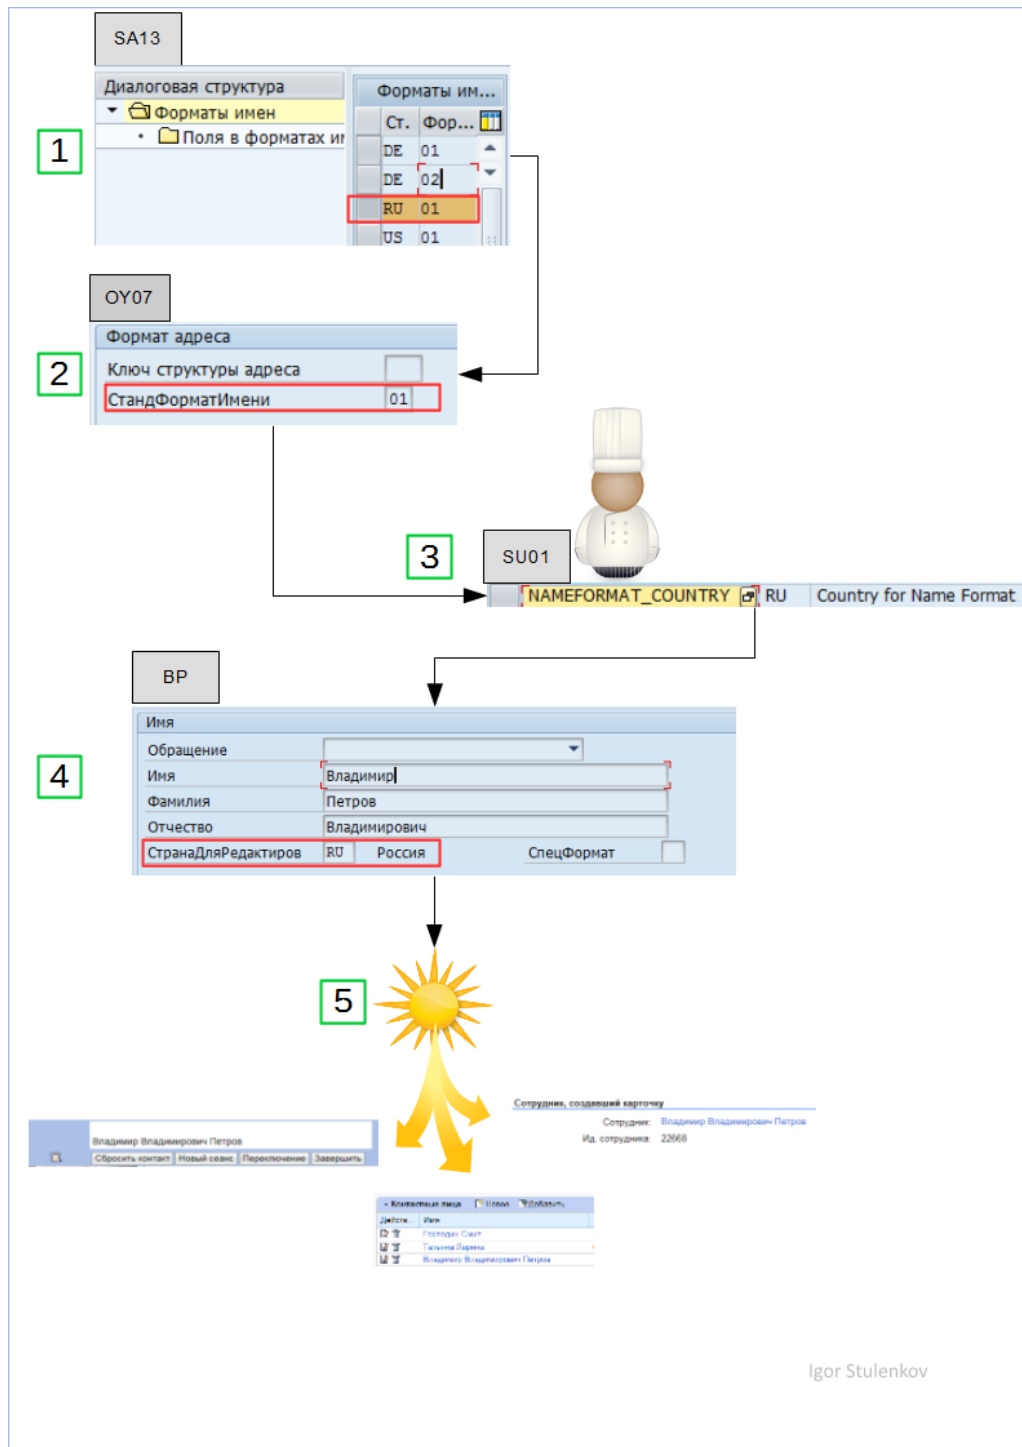 SA13
Диалоговая структура
Форматы имен
Поля в форматах им
Форматы им...
Ст. Фор...
DE 01
DE 02
RU 01
US 01
1
OY07
Формат адреса
Ключ структуры адреса
СтандФорматИмени 01
2
3
SU01
NAMEFORMAT_COUNTRY RU Country for Name Format
BP
Имя
Обращение
Имя Владимир
Фамилия Петров
Отчество Владимирович
СтранаДляРедактиров RU Россия СпецФормат
4
5
Сотрудник, создавший карточку
Сотрудник: Владимир Владимирович Петров
Ид. сотрудника: 22668
Владимир Владимирович Петров
Сбросить контакт Новый сеанс Переключение Завершить
Контактные лица Новое Добавить
Действ... Имя
Господин Смит
Татьяна Ларина
Владимир Владимирович Петров
Igor Stulenkov